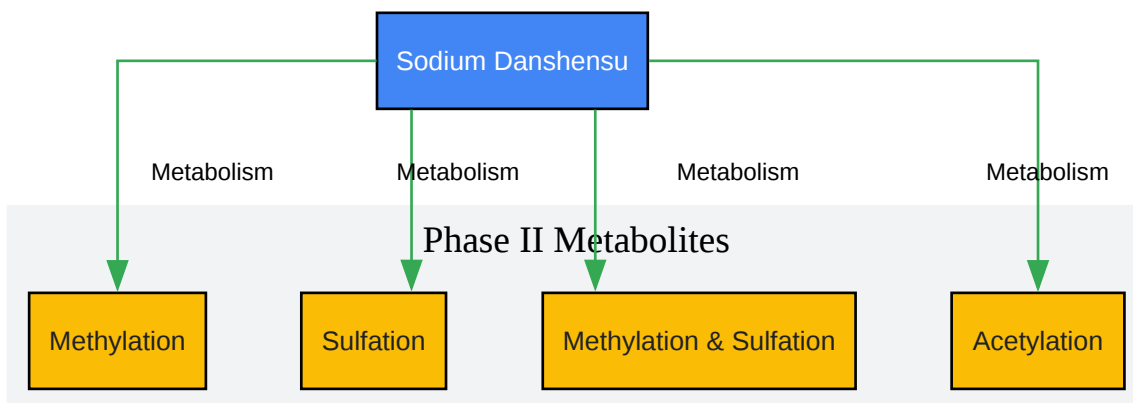 Sodium Danshensu
Metabolism Metabolism Metabolism Metabolism
Phase II Metabolites
Methylation Sulfation Methylation & Sulfation Acetylation